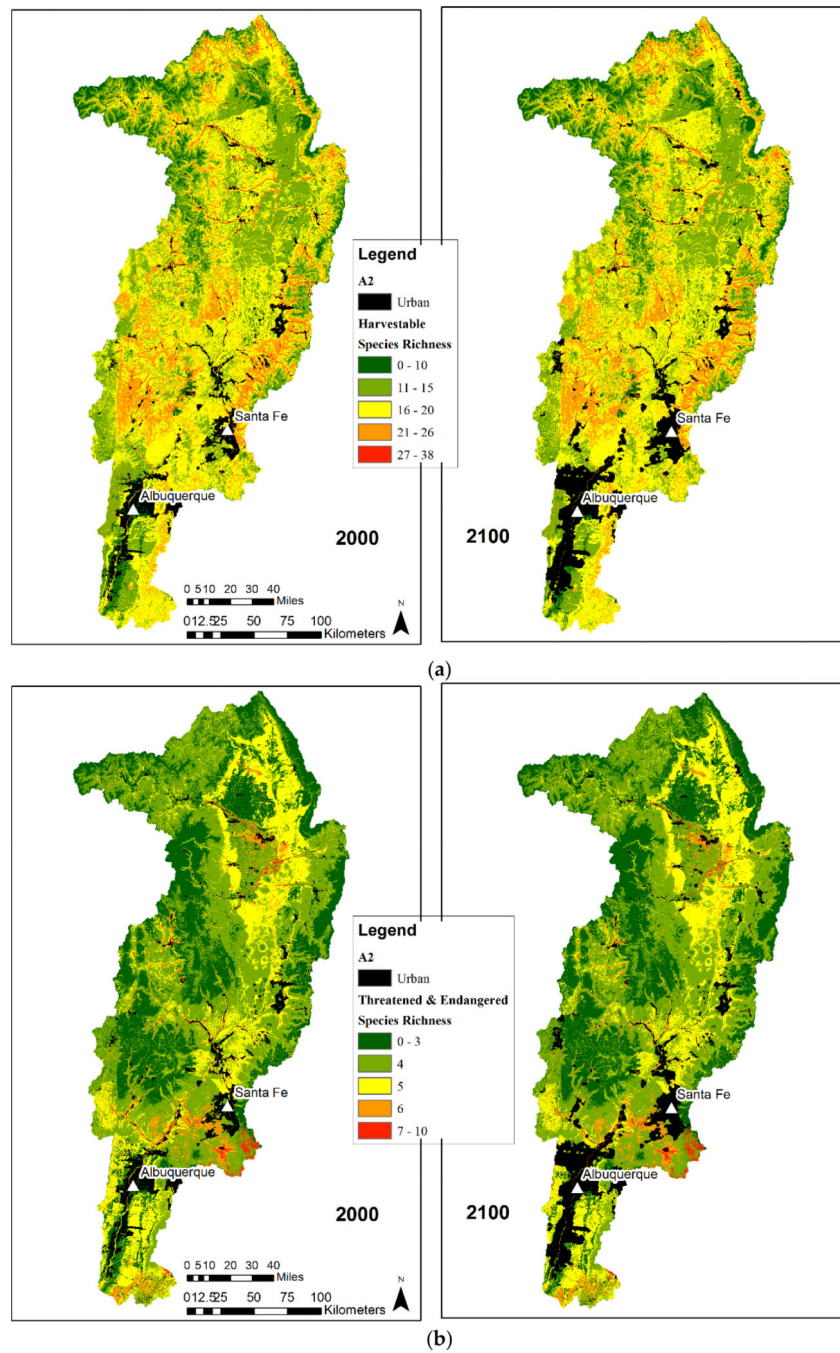 Legend
A2
Urban
Harvestable
Species Richness
0 - 10
11 - 15
16 - 20
21 - 26
27 - 38
Santa Fe
Albuquerque
2000
0 5 10 20 30 40
Miles
0 12.5 25 50 75 100
Kilometers
N
Santa Fe
Albuquerque
2100
(a)
Legend
A2
Urban
Threatened & Endangered
Species Richness
0 - 3
4
5
6
7 - 10
Santa Fe
Albuquerque
2000
0 5 10 20 30 40
Miles
0 12.5 25 50 75 100
Kilometers
N
Santa Fe
Albuquerque
2100
(b)